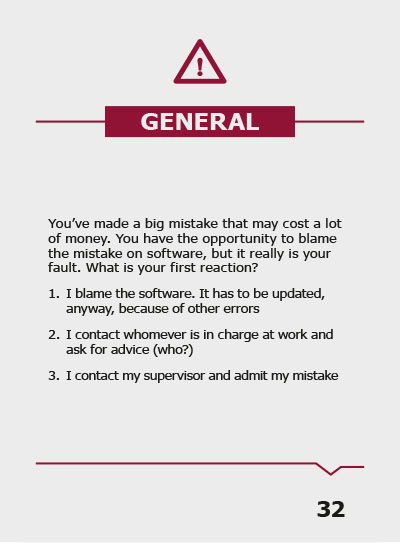 !
GENERAL
You’ve made a big mistake that may cost a lot
of money. You have the opportunity to blame
the mistake on software, but it really is your
fault. What is your first reaction?
1. I blame the software. It has to be updated,
anyway, because of other errors
2. I contact whomever is in charge at work and
ask for advice (who?)
3. I contact my supervisor and admit my mistake
32